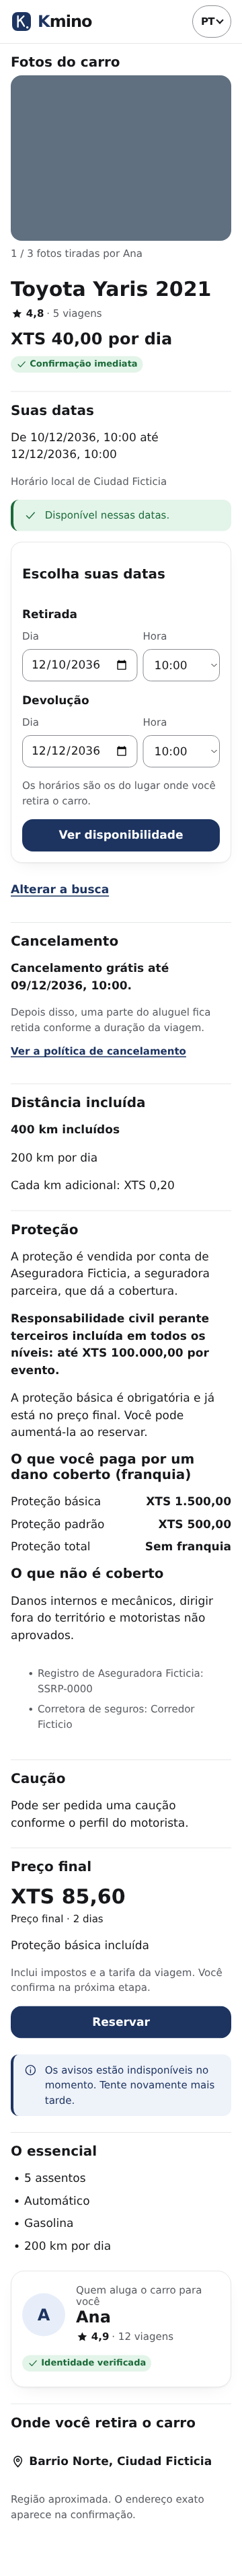 Kmino
PT
Fotos do carro
1 / 3 fotos tiradas por Ana
Toyota Yaris 2021
★ 4,8 · 5 viagens
XTS 40,00 por dia
Confirmação imediata
Suas datas
De 10/12/2036, 10:00 até
12/12/2036, 10:00
Horário local de Ciudad Ficticia
Disponível nessas datas.
Escolha suas datas
Retirada
Dia Hora
12/10/2036 10:00
Devolução
Dia Hora
12/12/2036 10:00
Os horários são os do lugar onde você
retira o carro.
Ver disponibilidade
Alterar a busca
Cancelamento
Cancelamento grátis até
09/12/2036, 10:00.
Depois disso, uma parte do aluguel fica
retida conforme a duração da viagem.
Ver a política de cancelamento
Distância incluída
400 km incluídos
200 km por dia
Cada km adicional: XTS 0,20
Proteção
A proteção é vendida por conta de
Aseguradora Ficticia, a seguradora
parceira, que dá a cobertura.
Responsabilidade civil perante
terceiros incluída em todos os
níveis: até XTS 100.000,00 por
evento.
A proteção básica é obrigatória e já
está no preço final. Você pode
aumentá-la ao reservar.
O que você paga por um
dano coberto (franquia)
Proteção básica XTS 1.500,00
Proteção padrão XTS 500,00
Proteção total Sem franquia
O que não é coberto
Danos internos e mecânicos, dirigir
fora do território e motoristas não
aprovados.
• Registro de Aseguradora Ficticia:
SSRP-0000
• Corretora de seguros: Corredor
Ficticio
Caução
Pode ser pedida uma caução
conforme o perfil do motorista.
Preço final
XTS 85,60
Preço final · 2 dias
Proteção básica incluída
Inclui impostos e a tarifa da viagem. Você
confirma na próxima etapa.
Reservar
Os avisos estão indisponíveis no
momento. Tente novamente mais
tarde.
O essencial
• 5 assentos
• Automático
• Gasolina
• 200 km por dia
A
Quem aluga o carro para
você
Ana
★ 4,9 · 12 viagens
Identidade verificada
Onde você retira o carro
Barrio Norte, Ciudad Ficticia
Região aproximada. O endereço exato
aparece na confirmação.